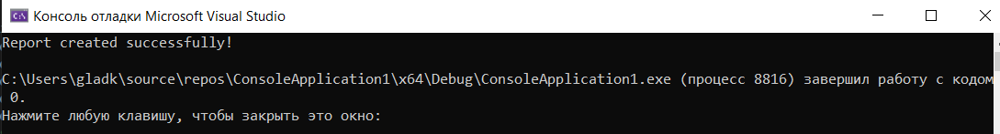 Консоль отладки Microsoft Visual Studio
Report created successfully!
C:\Users\gladk\source\repos\ConsoleApplication1\x64\Debug\ConsoleApplication1.exe (процесс 8816) завершил работу с кодом
0.
Нажмите любую клавишу, чтобы закрыть это окно: